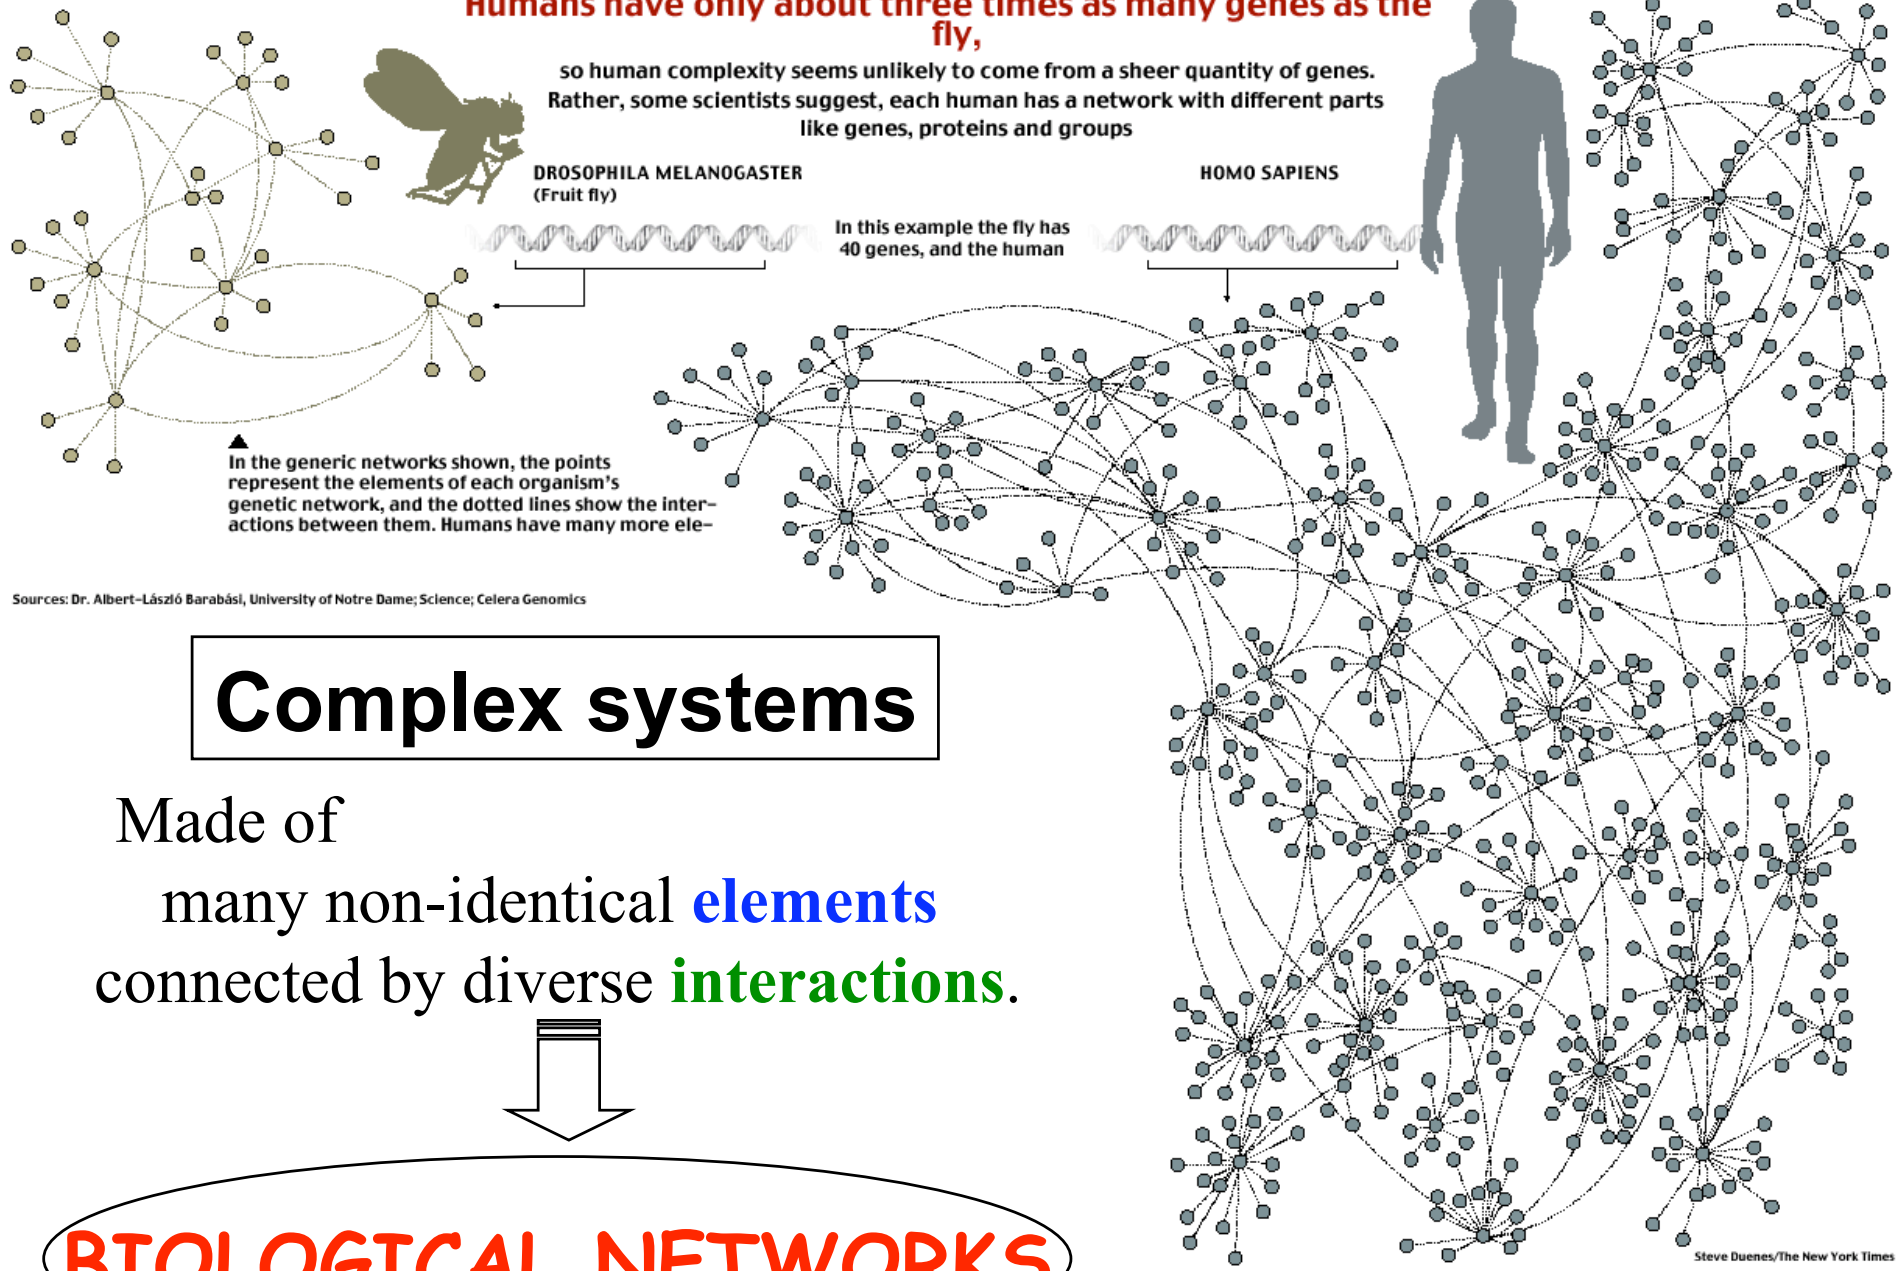 Humans have only about three times as many genes as the
fly,
so human complexity seems unlikely to come from a sheer quantity of genes.
Rather, some scientists suggest, each human has a network with different parts
like genes, proteins and groups
DROSOPHILA MELANOGASTER
(Fruit fly)
HOMO SAPIENS
In this example the fly has
40 genes, and the human
In the generic networks shown, the points
represent the elements of each organism's
genetic network, and the dotted lines show the inter-
actions between them. Humans have many more ele-
Sources: Dr. Albert-László Barabási, University of Notre Dame; Science; Celera Genomics
Complex systems
Made of
many non-identical elements
connected by diverse interactions.
BIOLOGICAL NETWORKS
Steve Duenes/The New York Times